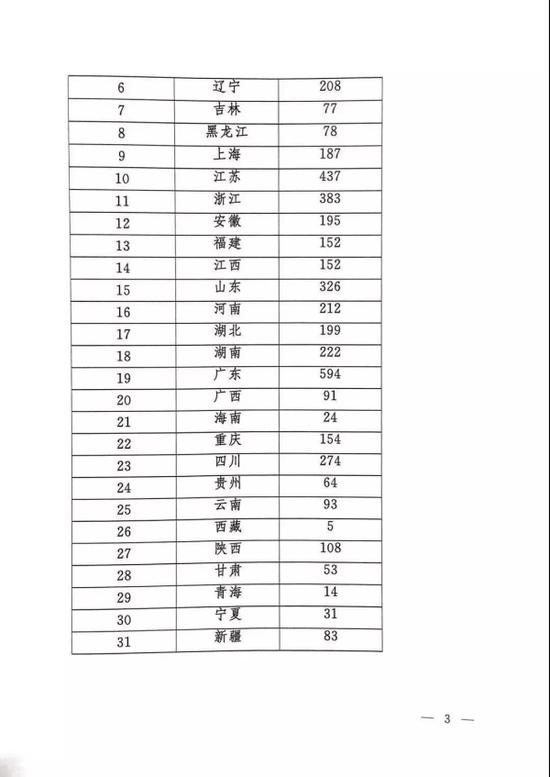 6 辽宁 208
7 吉林 77
8 黑龙江 78
9 上海 187
10 江苏 437
11 浙江 383
12 安徽 195
13 福建 152
14 江西 152
15 山东 326
16 河南 212
17 湖北 199
18 湖南 222
19 广东 594
20 广西 91
21 海南 24
22 重庆 154
23 四川 274
24 贵州 64
25 云南 93
26 西藏 5
27 陕西 108
28 甘肃 53
29 青海 14
30 宁夏 31
31 新疆 83
— 3 —